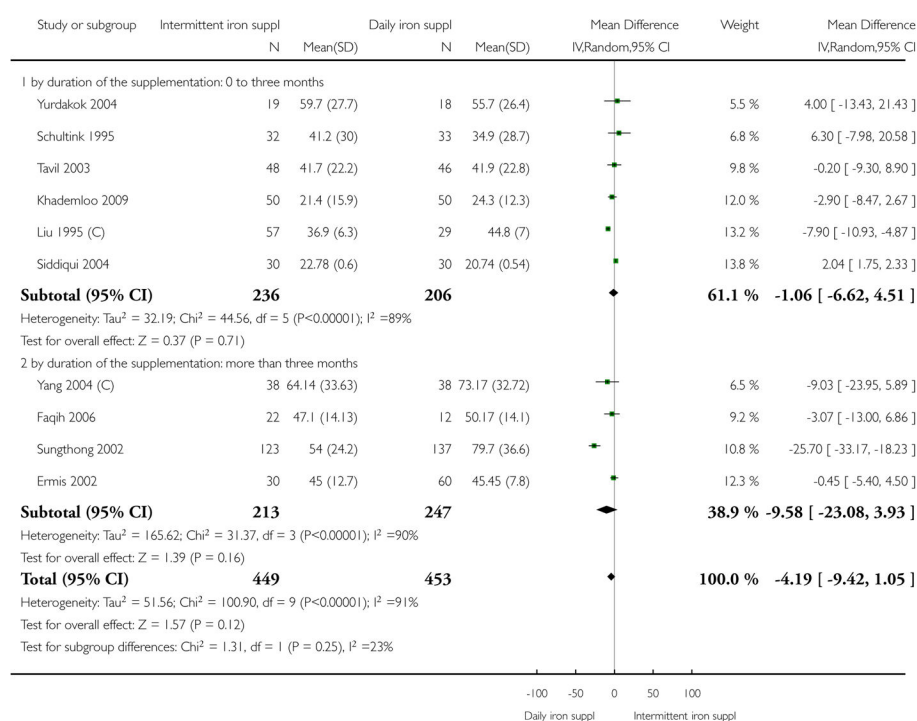 Study or subgroup Intermittent iron suppl Daily iron suppl Mean Difference Weight Mean Difference
N Mean(SD) N Mean(SD) IV,Random,95% CI IV,Random,95% CI
1 by duration of the supplementation: 0 to three months
Yurdakok 2004 19 59.7 (27.7) 18 55.7 (26.4) 5.5 % 4.00 [ -13.43, 21.43 ]
Schultink 1995 32 41.2 (30) 33 34.9 (28.7) 6.8 % 6.30 [ -7.98, 20.58 ]
Tavil 2003 48 41.7 (22.2) 46 41.9 (22.8) 9.8 % -0.20 [ -9.30, 8.90 ]
Khademloo 2009 50 21.4 (15.9) 50 24.3 (12.3) 12.0 % -2.90 [ -8.47, 2.67 ]
Liu 1995 (C) 57 36.9 (6.3) 29 44.8 (7) 13.2 % -7.90 [ -10.93, -4.87 ]
Siddiqui 2004 30 22.78 (0.6) 30 20.74 (0.54) 13.8 % 2.04 [ 1.75, 2.33 ]
Subtotal (95% CI) 236 206 61.1 % -1.06 [ -6.62, 4.51 ]
Heterogeneity: Tau² = 32.19; Chi² = 44.56, df = 5 (P<0.00001); I² =89%
Test for overall effect: Z = 0.37 (P = 0.71)
2 by duration of the supplementation: more than three months
Yang 2004 (C) 38 64.14 (33.63) 38 73.17 (32.72) 6.5 % -9.03 [ -23.95, 5.89 ]
Faqih 2006 22 47.1 (14.13) 12 50.17 (14.1) 9.2 % -3.07 [ -13.00, 6.86 ]
Sungthong 2002 123 54 (24.2) 137 79.7 (36.6) 10.8 % -25.70 [ -33.17, -18.23 ]
Ermis 2002 30 45 (12.7) 60 45.45 (7.8) 12.3 % -0.45 [ -5.40, 4.50 ]
Subtotal (95% CI) 213 247 38.9 % -9.58 [ -23.08, 3.93 ]
Heterogeneity: Tau² = 165.62; Chi² = 31.37, df = 3 (P<0.00001); I² =90%
Test for overall effect: Z = 1.39 (P = 0.16)
Total (95% CI) 449 453 100.0 % -4.19 [ -9.42, 1.05 ]
Heterogeneity: Tau² = 51.56; Chi² = 100.90, df = 9 (P<0.00001); I² =91%
Test for overall effect: Z = 1.57 (P = 0.12)
Test for subgroup differences: Chi² = 1.31, df = 1 (P = 0.25), I² =23%
-100 -50 0 50 100
Daily iron suppl Intermittent iron suppl